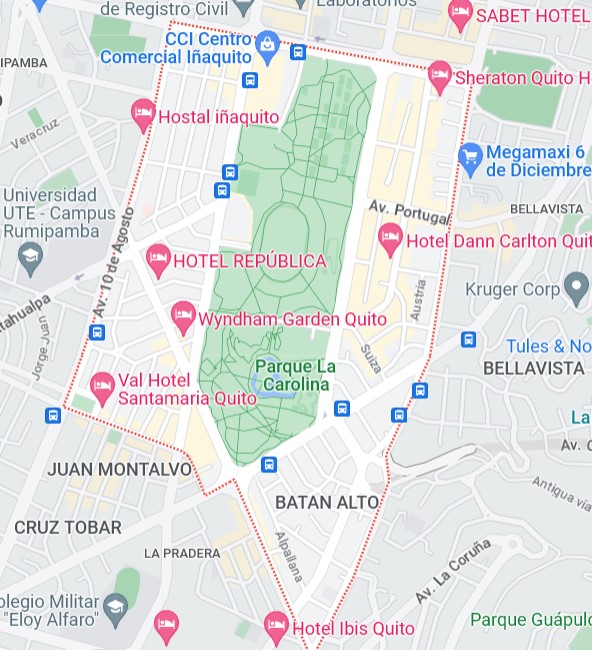 de Registro Civil
Laboratorios
SABET HOTEL
CCI Centro
Comercial Iñaquito
IPAMBA
Sheraton Quito H
Hostal iñaquito
Veracruz
Megamaxi 6
de Diciembre
Universidad
UTE - Campus
Rumipamba
Av. Portugal
BELLAVISTA
Av. 10 de Agosto
Hotel Dann Carlton Quit
HOTEL REPÚBLICA
Kruger Corp
Austria
tahualpa
Wyndham Garden Quito
Jorge Juan
Tules & No
Suiza
BELLAVISTA
Parque La
Carolina
Val Hotel
Santamaria Quito
La
Av. C
JUAN MONTALVO
Antigua vía
BATAN ALTO
CRUZ TOBAR
LA PRADERA
Alpallana
Av. La Coruña
olegio Militar
"Eloy Alfaro"
Parque Guápulo
Hotel Ibis Quito